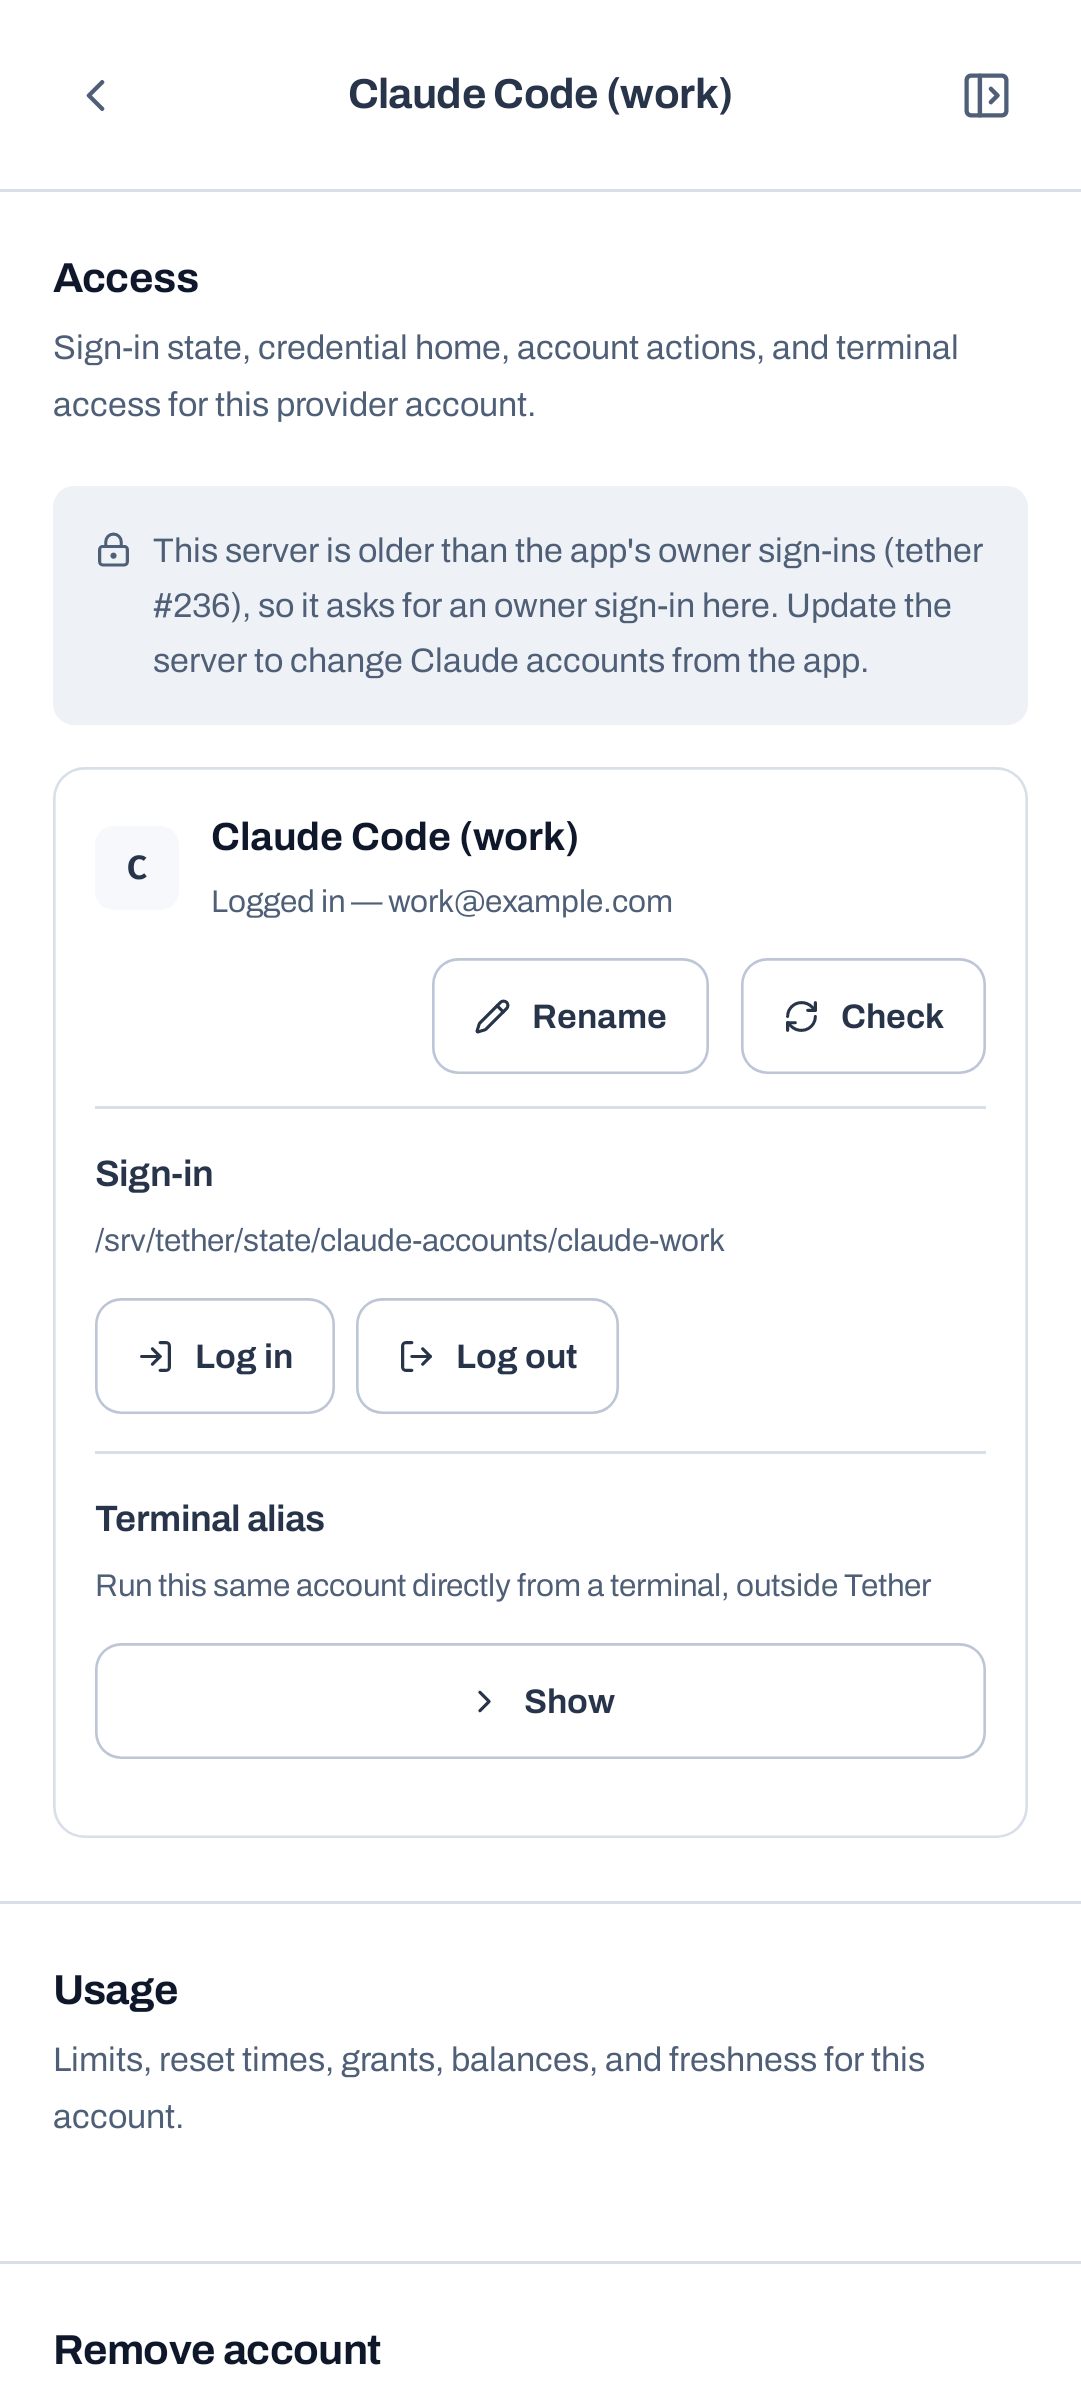 Claude Code (work)
Access
Sign-in state, credential home, account actions, and terminal
access for this provider account.
This server is older than the app's owner sign-ins (tether
#236), so it asks for an owner sign-in here. Update the
server to change Claude accounts from the app.
C
Claude Code (work)
Logged in — work@example.com
Rename
Check
Sign-in
/srv/tether/state/claude-accounts/claude-work
Log in
Log out
Terminal alias
Run this same account directly from a terminal, outside Tether
Show
Usage
Limits, reset times, grants, balances, and freshness for this
account.
Remove account